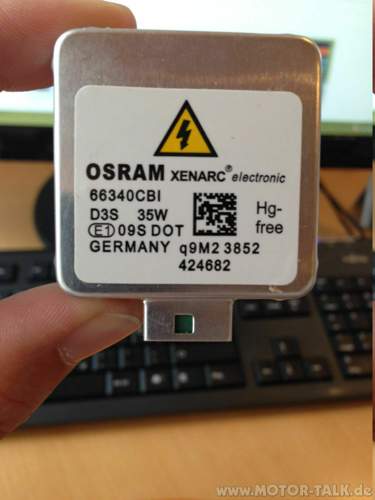 OSRAM XENARC® electronic
66340CBI
D3S 35W
Hg-free
E1 09S DOT
GERMANY q9M2 3852
424682
www.MOTOR-TALK.de